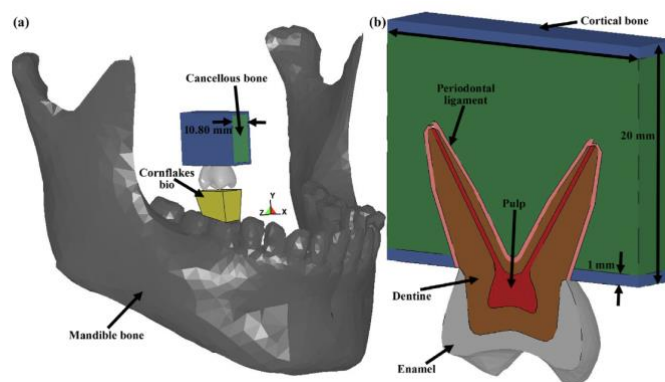 (a)
Cancellous bone
10.80 mm
Cornflakes
bio
Y
Z
X
Mandible bone
(b)
Cortical bone
Periodontal
ligament
20 mm
Pulp
1 mm
Dentine
Enamel